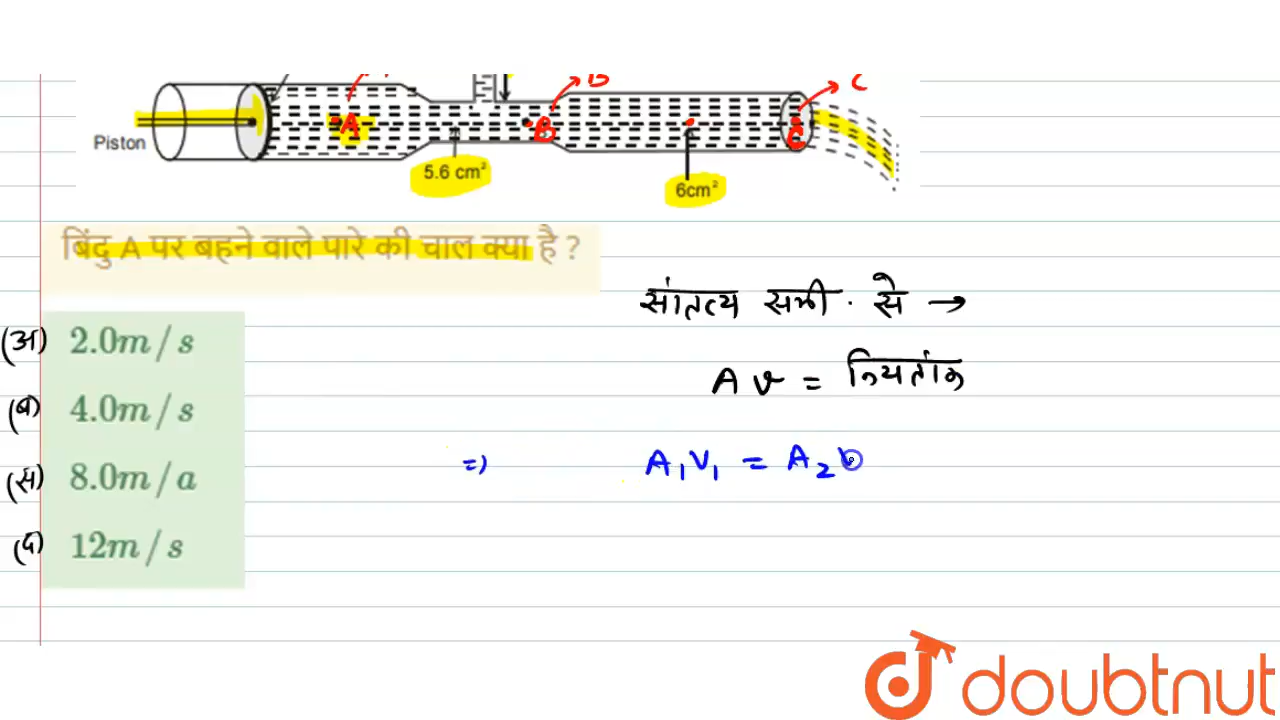 B
C
A
B
C
Piston
5.6 cm²
6cm²
बिंदु A पर बहने वाले पारे की चाल क्या है ?
सांतत्य समी. से →
(अ) 2.0m/s
A v = नियतांक
(ब) 4.0m/s
=> A₁V₁ = A₂V
(स) 8.0m/a
(द) 12m/s
doubtnut